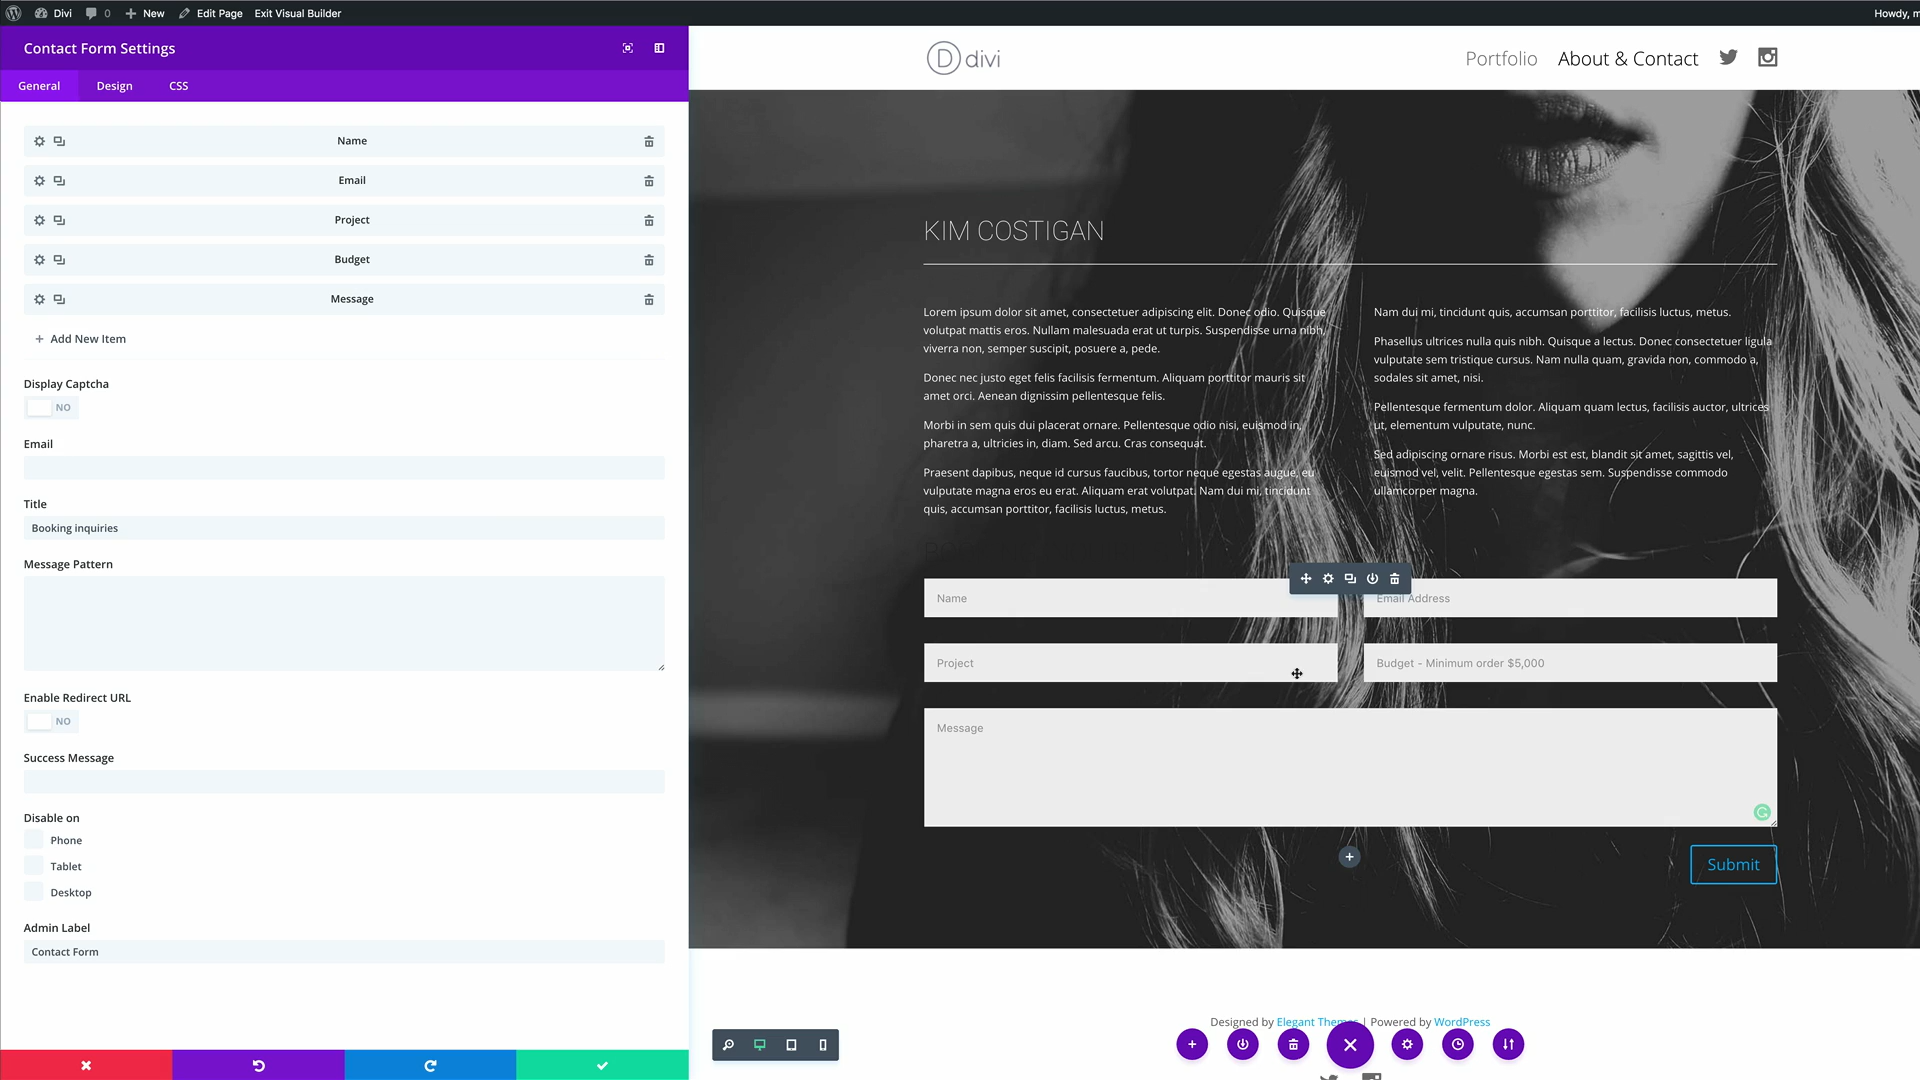 Divi
0
New
Edit Page
Exit Visual Builder
Howdy, m
Contact Form Settings
General
Design
CSS
Name
Email
Project
Budget
Message
+ Add New Item
Display Captcha
NO
Email
Title
Booking inquiries
Message Pattern
Enable Redirect URL
NO
Success Message
Disable on
Phone
Tablet
Desktop
Admin Label
Contact Form
D divi
Portfolio
About & Contact
KIM COSTIGAN
Lorem ipsum dolor sit amet, consectetuer adipiscing elit. Donec odio. Quisque
volutpat mattis eros. Nullam malesuada erat ut turpis. Suspendisse urna nibh,
viverra non, semper suscipit, posuere a, pede.
Donec nec justo eget felis facilisis fermentum. Aliquam porttitor mauris sit
amet orci. Aenean dignissim pellentesque felis.
Morbi in sem quis dui placerat ornare. Pellentesque odio nisi, euismod in,
pharetra a, ultricies in, diam. Sed arcu. Cras consequat.
Praesent dapibus, neque id cursus faucibus, tortor neque egestas augue, eu
vulputate magna eros eu erat. Aliquam erat volutpat. Nam dui mi, tincidunt
quis, accumsan porttitor, facilisis luctus, metus.
Nam dui mi, tincidunt quis, accumsan porttitor, facilisis luctus, metus.
Phasellus ultrices nulla quis nibh. Quisque a lectus. Donec consectetuer ligula
vulputate sem tristique cursus. Nam nulla quam, gravida non, commodo a,
sodales sit amet, nisi.
Pellentesque fermentum dolor. Aliquam quam lectus, facilisis auctor, ultrices
ut, elementum vulputate, nunc.
Sed adipiscing ornare risus. Morbi est est, blandit sit amet, sagittis vel,
euismod vel, velit. Pellentesque egestas sem. Suspendisse commodo
ullamcorper magna.
Name
Email Address
Project
Budget - Minimum order $5,000
Message
Submit
Designed by Elegant Themes | Powered by WordPress